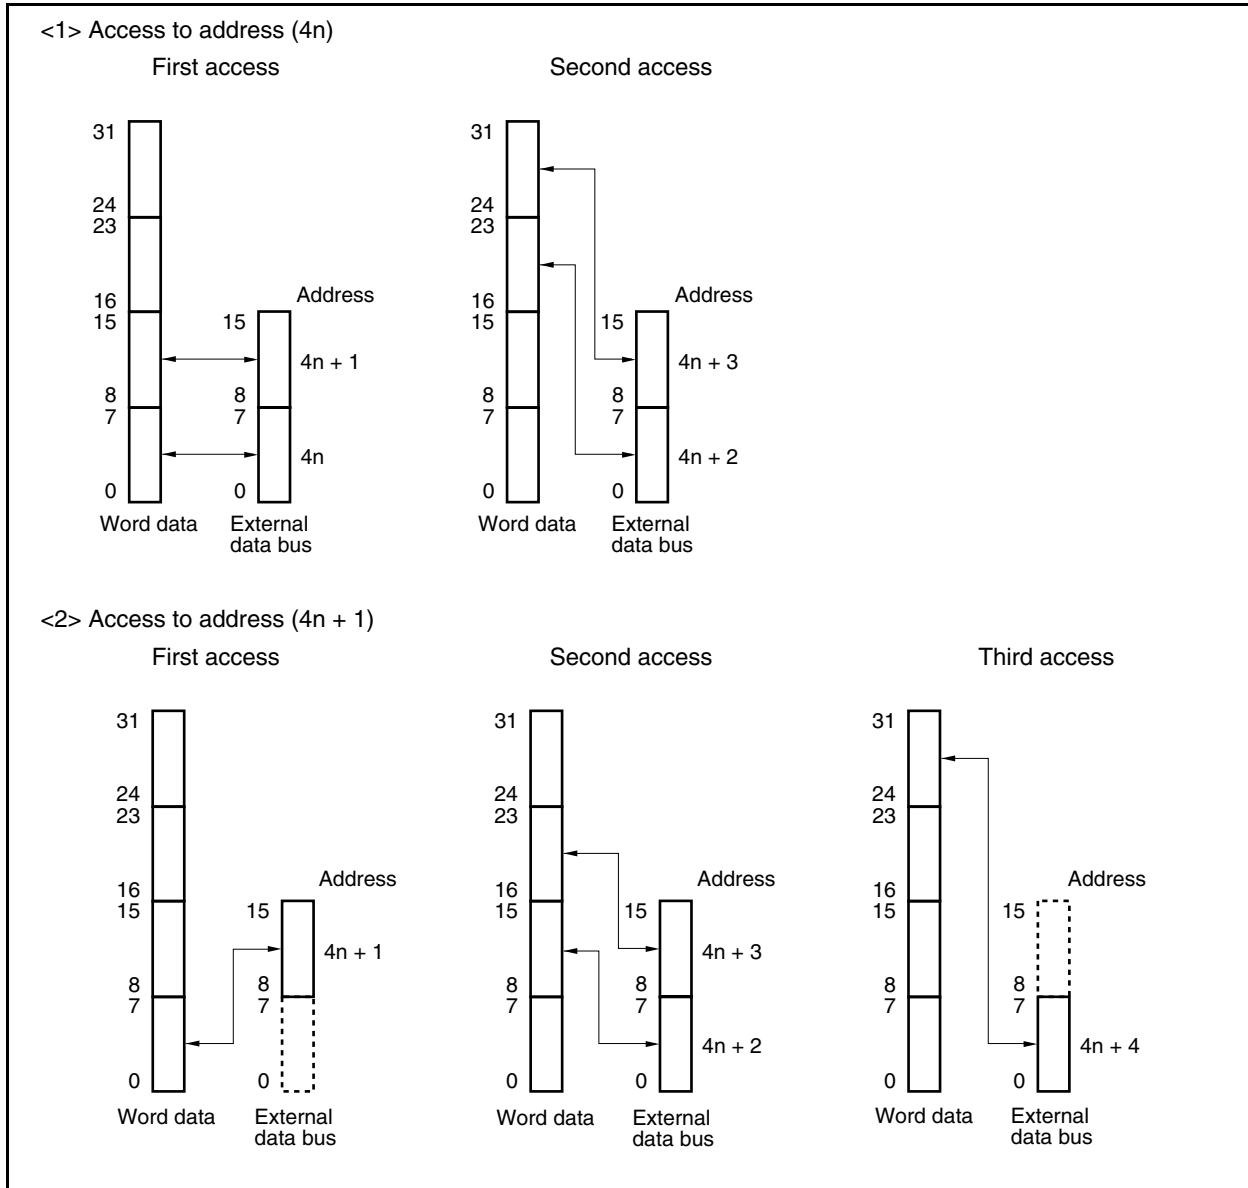 <1> Access to address (4n)
First access
Second access
31
24
23
16
15
8
7
0
Address
15
4n + 1
8
7
4n
0
Word data
External
data bus
31
24
23
16
15
8
7
0
Address
15
4n + 3
8
7
4n + 2
0
Word data
External
data bus
<2> Access to address (4n + 1)
First access
Second access
Third access
31
24
23
16
15
8
7
0
Address
15
4n + 1
8
7
0
Word data
External
data bus
31
24
23
16
15
8
7
0
Address
15
4n + 3
8
7
4n + 2
0
Word data
External
data bus
31
24
23
16
15
8
7
0
Address
15
8
7
4n + 4
0
Word data
External
data bus